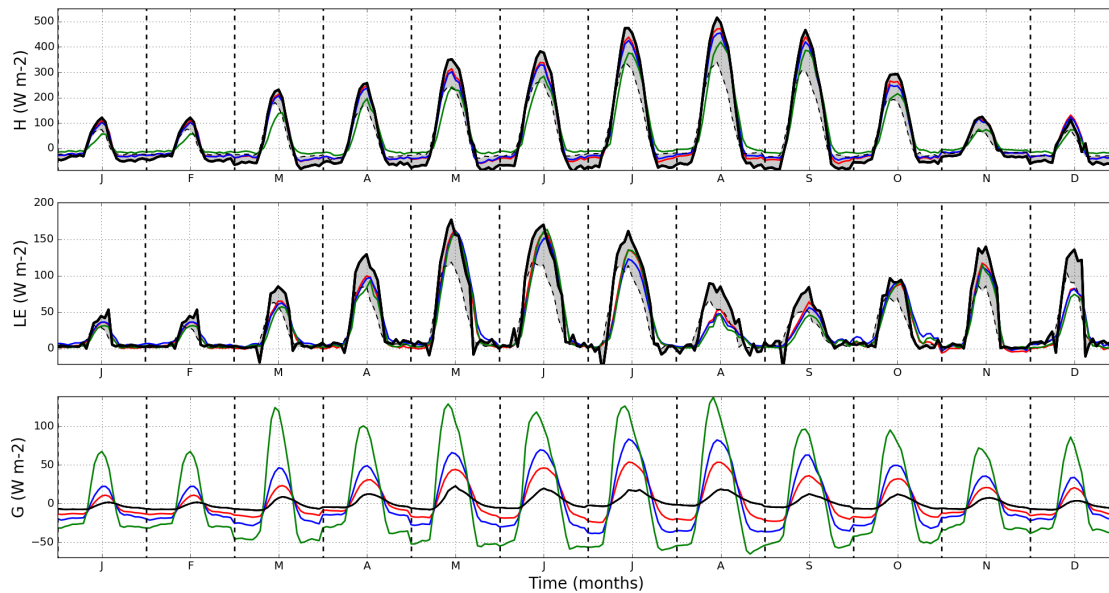 500
400
300
200
100
0
H (W m-2)
J F M A M J J A S O N D
200
150
100
50
0
LE (W m-2)
J F M A M J J A S O N D
100
50
0
−50
G (W m-2)
J F M A M J J A S O N D
Time (months)